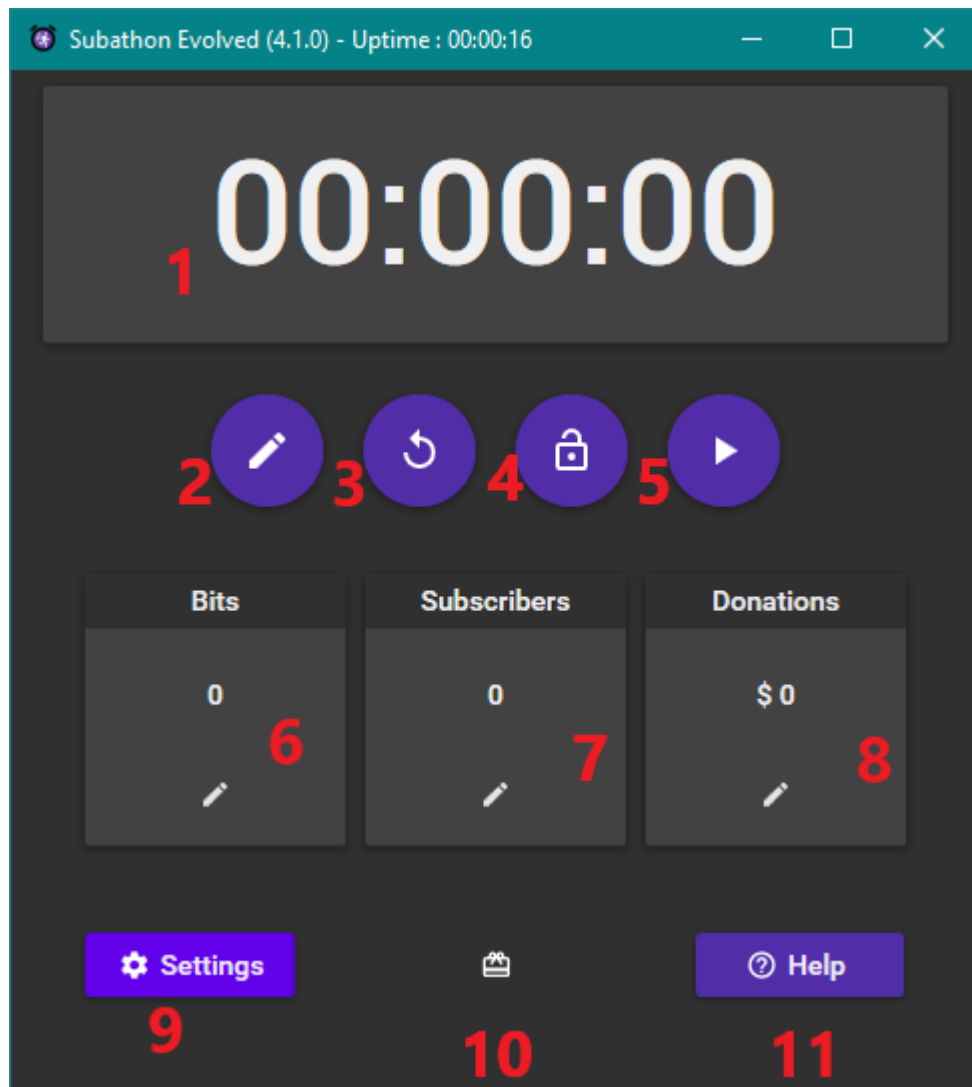 Subathon Evolved (4.1.0) - Uptime : 00:00:16
00:00:00
1
2 3 4 5
Bits Subscribers Donations
0 0 $ 0
6 7 8
Settings Help
9 10 11